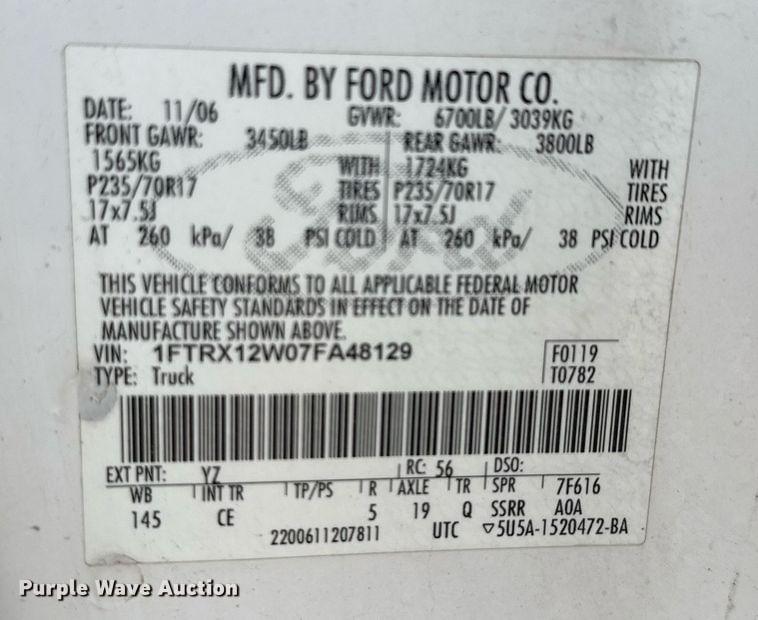 MFD. BY FORD MOTOR CO.
DATE: 11/06 GVWR: 6700LB/ 3039KG
FRONT GAWR: 3450LB REAR GAWR: 3800LB
1565KG WITH 1724KG WITH
P235/70R17 TIRES P235/70R17 TIRES
17x7.5J RIMS 17x7.5J RIMS
AT 260 kPa/ 38 PSI COLD AT 260 kPa/ 38 PSI COLD
Ford
THIS VEHICLE CONFORMS TO ALL APPLICABLE FEDERAL MOTOR
VEHICLE SAFETY STANDARDS IN EFFECT ON THE DATE OF
MANUFACTURE SHOWN ABOVE.
VIN: 1FTRX12W07FA48129 F0119
TYPE: Truck T0782
EXT PNT: YZ RC: 56 DSO:
WB INT TR TP/PS R AXLE TR SPR 7F616
145 CE 5 19 Q SSRR A0A
2200611207811 UTC ▽5U5A-1520472-BA
Purple Wave Auction